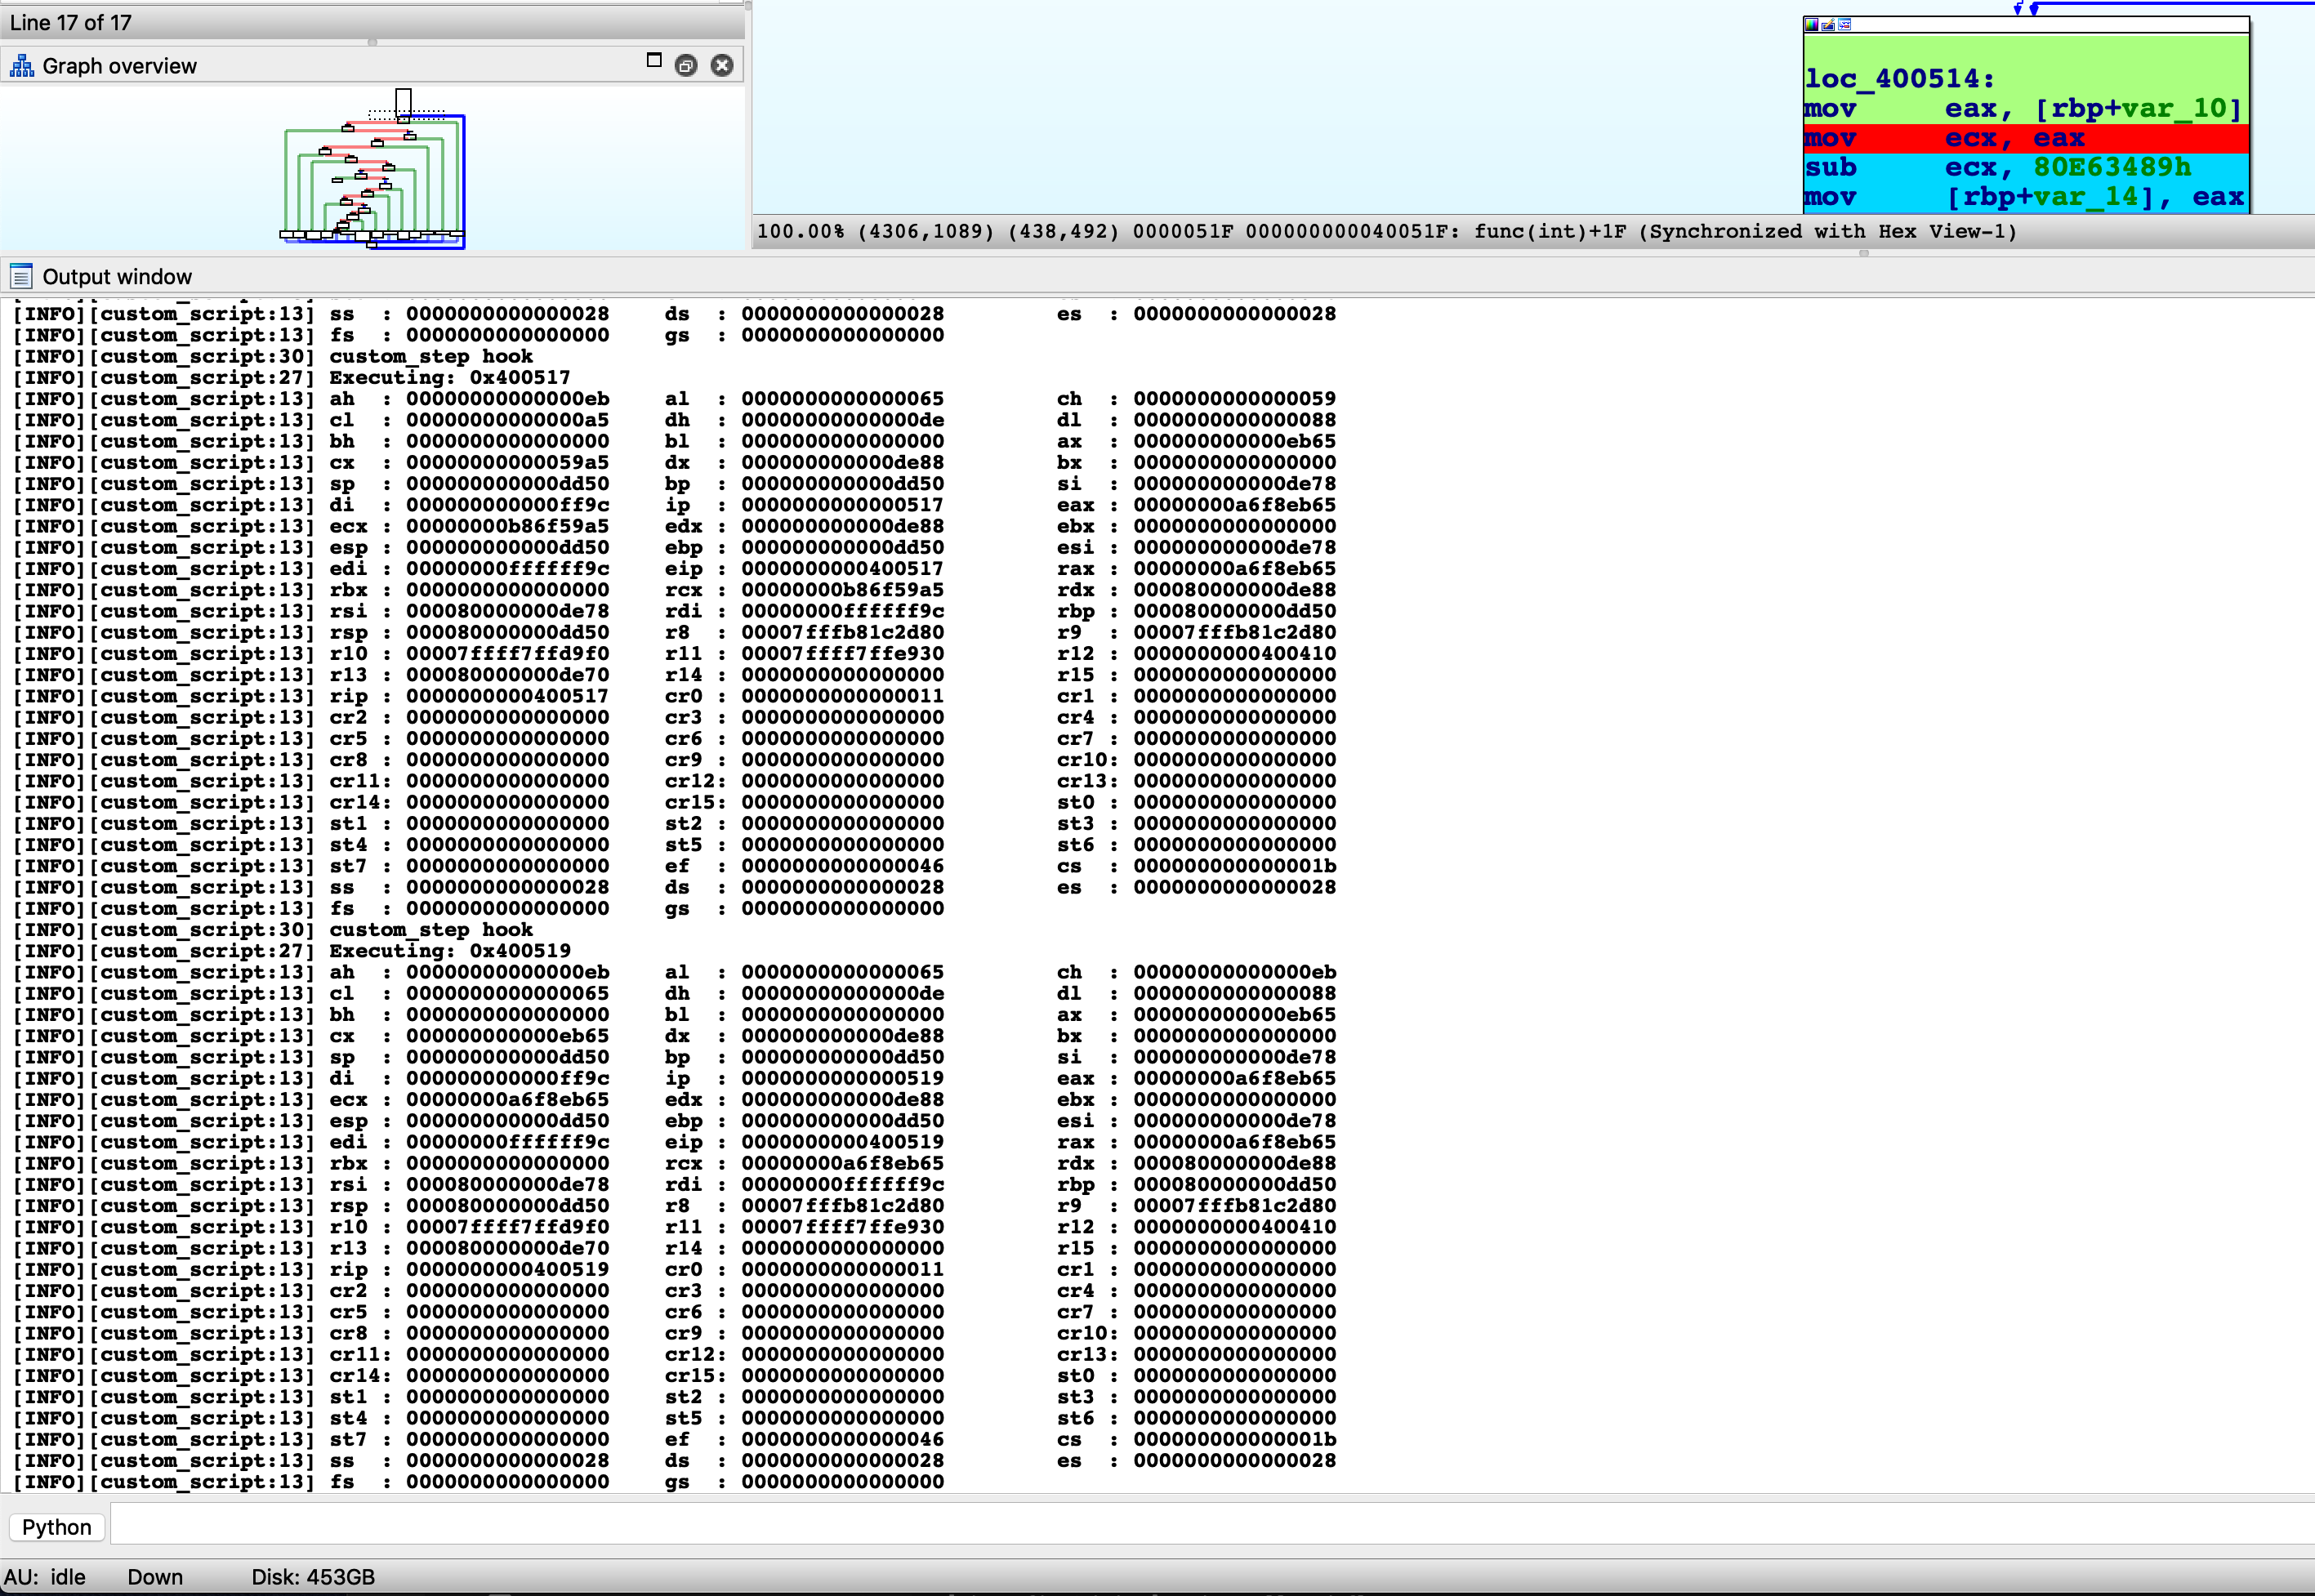 Line 17 of 17
Graph overview
loc_400514:
mov eax, [rbp+var_10]
mov ecx, eax
sub ecx, 80E63489h
mov [rbp+var_14], eax
100.00% (4306,1089) (438,492) 0000051F 000000000040051F: func(int)+1F (Synchronized with Hex View-1)
Output window
[INFO][custom_script:13] ss : 0000000000000028 ds : 0000000000000028 es : 0000000000000028
[INFO][custom_script:13] fs : 0000000000000000 gs : 0000000000000000
[INFO][custom_script:30] custom_step hook
[INFO][custom_script:27] Executing: 0x400517
[INFO][custom_script:13] ah : 00000000000000eb al : 0000000000000065 ch : 0000000000000059
[INFO][custom_script:13] cl : 00000000000000a5 dh : 00000000000000de dl : 0000000000000088
[INFO][custom_script:13] bh : 0000000000000000 bl : 0000000000000000 ax : 000000000000eb65
[INFO][custom_script:13] cx : 00000000000059a5 dx : 000000000000de88 bx : 0000000000000000
[INFO][custom_script:13] sp : 000000000000dd50 bp : 000000000000dd50 si : 000000000000de78
[INFO][custom_script:13] di : 000000000000ff9c ip : 0000000000000517 eax : 00000000a6f8eb65
[INFO][custom_script:13] ecx : 00000000b86f59a5 edx : 000000000000de88 ebx : 0000000000000000
[INFO][custom_script:13] esp : 000000000000dd50 ebp : 000000000000dd50 esi : 000000000000de78
[INFO][custom_script:13] edi : 00000000ffffff9c eip : 0000000000400517 rax : 00000000a6f8eb65
[INFO][custom_script:13] rbx : 0000000000000000 rcx : 00000000b86f59a5 rdx : 000080000000de88
[INFO][custom_script:13] rsi : 000080000000de78 rdi : 00000000ffffff9c rbp : 000080000000dd50
[INFO][custom_script:13] rsp : 000080000000dd50 r8 : 00007fffb81c2d80 r9 : 00007fffb81c2d80
[INFO][custom_script:13] r10 : 00007ffff7ffd9f0 r11 : 00007ffff7ffe930 r12 : 0000000000400410
[INFO][custom_script:13] r13 : 000080000000de70 r14 : 0000000000000000 r15 : 0000000000000000
[INFO][custom_script:13] rip : 0000000000400517 cr0 : 0000000000000011 cr1 : 0000000000000000
[INFO][custom_script:13] cr2 : 0000000000000000 cr3 : 0000000000000000 cr4 : 0000000000000000
[INFO][custom_script:13] cr5 : 0000000000000000 cr6 : 0000000000000000 cr7 : 0000000000000000
[INFO][custom_script:13] cr8 : 0000000000000000 cr9 : 0000000000000000 cr10: 0000000000000000
[INFO][custom_script:13] cr11: 0000000000000000 cr12: 0000000000000000 cr13: 0000000000000000
[INFO][custom_script:13] cr14: 0000000000000000 cr15: 0000000000000000 st0 : 0000000000000000
[INFO][custom_script:13] st1 : 0000000000000000 st2 : 0000000000000000 st3 : 0000000000000000
[INFO][custom_script:13] st4 : 0000000000000000 st5 : 0000000000000000 st6 : 0000000000000000
[INFO][custom_script:13] st7 : 0000000000000000 ef : 0000000000000046 cs : 000000000000001b
[INFO][custom_script:13] ss : 0000000000000028 ds : 0000000000000028 es : 0000000000000028
[INFO][custom_script:13] fs : 0000000000000000 gs : 0000000000000000
[INFO][custom_script:30] custom_step hook
[INFO][custom_script:27] Executing: 0x400519
[INFO][custom_script:13] ah : 00000000000000eb al : 0000000000000065 ch : 00000000000000eb
[INFO][custom_script:13] cl : 0000000000000065 dh : 00000000000000de dl : 0000000000000088
[INFO][custom_script:13] bh : 0000000000000000 bl : 0000000000000000 ax : 000000000000eb65
[INFO][custom_script:13] cx : 000000000000eb65 dx : 000000000000de88 bx : 0000000000000000
[INFO][custom_script:13] sp : 000000000000dd50 bp : 000000000000dd50 si : 000000000000de78
[INFO][custom_script:13] di : 000000000000ff9c ip : 0000000000000519 eax : 00000000a6f8eb65
[INFO][custom_script:13] ecx : 00000000a6f8eb65 edx : 000000000000de88 ebx : 0000000000000000
[INFO][custom_script:13] esp : 000000000000dd50 ebp : 000000000000dd50 esi : 000000000000de78
[INFO][custom_script:13] edi : 00000000ffffff9c eip : 0000000000400519 rax : 00000000a6f8eb65
[INFO][custom_script:13] rbx : 0000000000000000 rcx : 00000000a6f8eb65 rdx : 000080000000de88
[INFO][custom_script:13] rsi : 000080000000de78 rdi : 00000000ffffff9c rbp : 000080000000dd50
[INFO][custom_script:13] rsp : 000080000000dd50 r8 : 00007fffb81c2d80 r9 : 00007fffb81c2d80
[INFO][custom_script:13] r10 : 00007ffff7ffd9f0 r11 : 00007ffff7ffe930 r12 : 0000000000400410
[INFO][custom_script:13] r13 : 000080000000de70 r14 : 0000000000000000 r15 : 0000000000000000
[INFO][custom_script:13] rip : 0000000000400519 cr0 : 0000000000000011 cr1 : 0000000000000000
[INFO][custom_script:13] cr2 : 0000000000000000 cr3 : 0000000000000000 cr4 : 0000000000000000
[INFO][custom_script:13] cr5 : 0000000000000000 cr6 : 0000000000000000 cr7 : 0000000000000000
[INFO][custom_script:13] cr8 : 0000000000000000 cr9 : 0000000000000000 cr10: 0000000000000000
[INFO][custom_script:13] cr11: 0000000000000000 cr12: 0000000000000000 cr13: 0000000000000000
[INFO][custom_script:13] cr14: 0000000000000000 cr15: 0000000000000000 st0 : 0000000000000000
[INFO][custom_script:13] st1 : 0000000000000000 st2 : 0000000000000000 st3 : 0000000000000000
[INFO][custom_script:13] st4 : 0000000000000000 st5 : 0000000000000000 st6 : 0000000000000000
[INFO][custom_script:13] st7 : 0000000000000000 ef : 0000000000000046 cs : 000000000000001b
[INFO][custom_script:13] ss : 0000000000000028 ds : 0000000000000028 es : 0000000000000028
[INFO][custom_script:13] fs : 0000000000000000 gs : 0000000000000000
Python
AU: idle Down Disk: 453GB